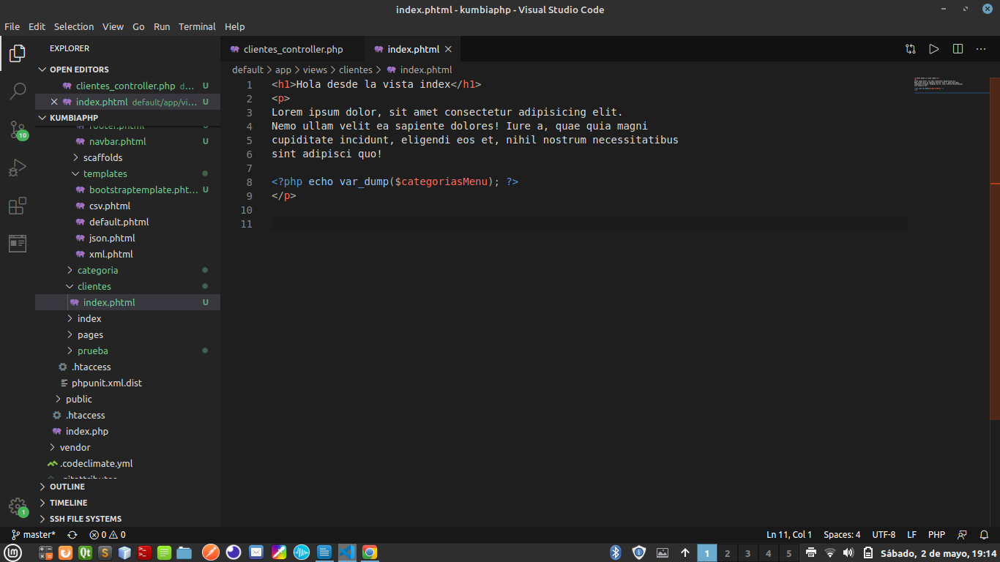 index.phtml - kumbiaphp - Visual Studio Code
File Edit Selection View Go Run Terminal Help
EXPLORER
OPEN EDITORS
clientes_controller.php d... U
index.phtml default/app/vi... U
KUMBIAPHP
footer.phtml U
navbar.phtml U
scaffolds
templates
bootstraptemplate.pht... U
csv.phtml
default.phtml
json.phtml
xml.phtml
categoria
clientes
index.phtml U
index
pages
prueba
.htaccess
phpunit.xml.dist
public
.htaccess
index.php
vendor
.codeclimate.yml
.gitattributes
OUTLINE
TIMELINE
SSH FILE SYSTEMS
10
1
clientes_controller.php index.phtml
default > app > views > clientes > index.phtml
1 <h1>Hola desde la vista index</h1>
2 <p>
3 Lorem ipsum dolor, sit amet consectetur adipisicing elit.
4 Nemo ullam velit ea sapiente dolores! Iure a, quae quia magni
5 cupiditate incidunt, eligendi eos et, nihil nostrum necessitatibus
6 sint adipisci quo!
7
8 <?php echo var_dump($categoriasMenu); ?>
9 </p>
10
11
master* 0 0 Ln 11, Col 1 Spaces: 4 UTF-8 LF PHP
Qt S 1 2 3 4 5 Sábado, 2 de mayo, 19:14